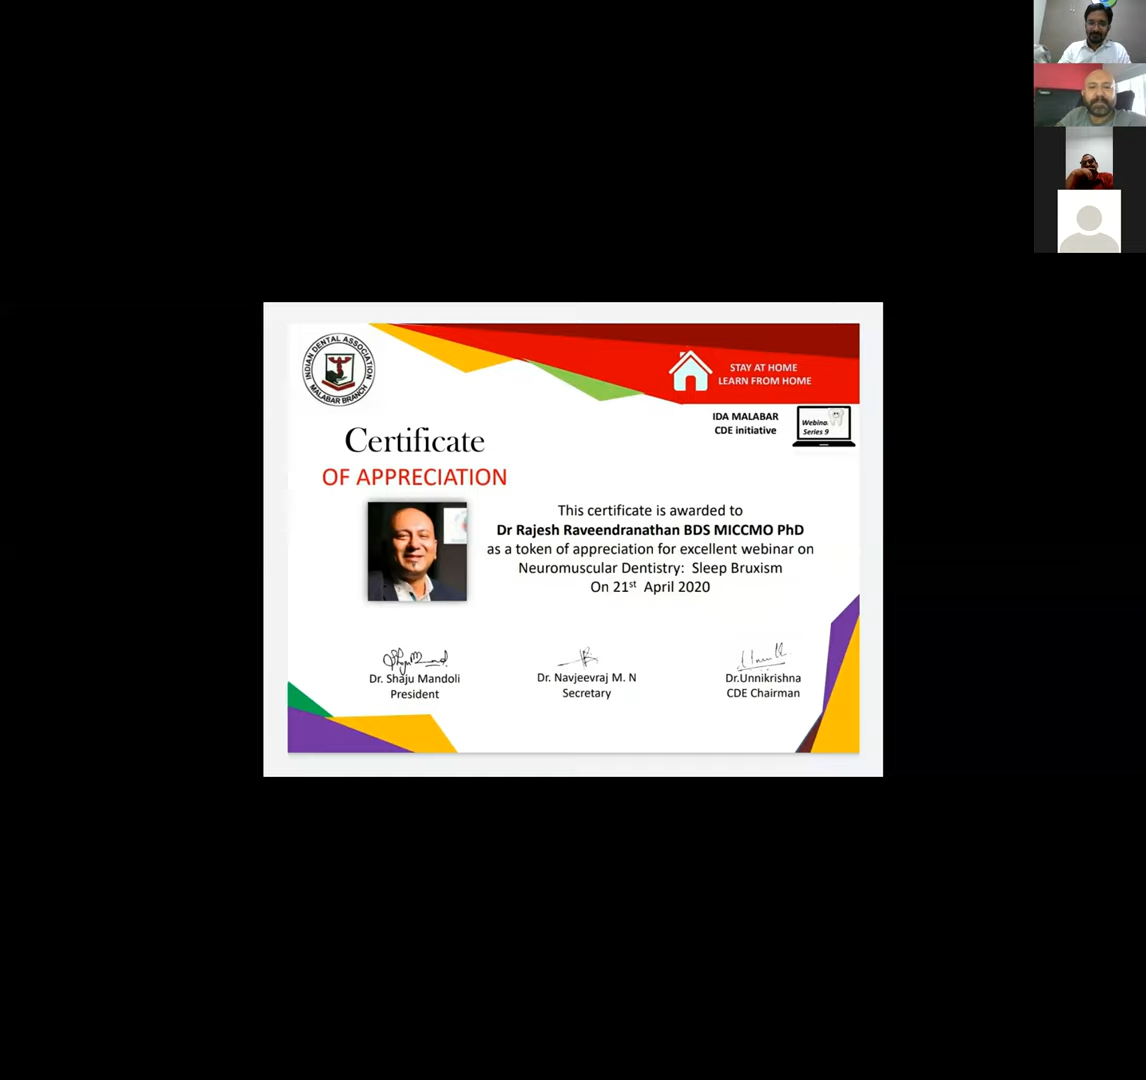 INDIAN DENTAL ASSOCIATION
MALABAR BRANCH
STAY AT HOME
LEARN FROM HOME
IDA MALABAR
CDE initiative
Series 9
Certificate
OF APPRECIATION
This certificate is awarded to
Dr Rajesh Raveendranathan BDS MICCMO PhD
as a token of appreciation for excellent webinar on
Neuromuscular Dentistry: Sleep Bruxism
On 21st April 2020
Dr. Shaju Mandoli
President
Dr. Navjeevraj M. N
Secretary
Dr.Unnikrishna
CDE Chairman